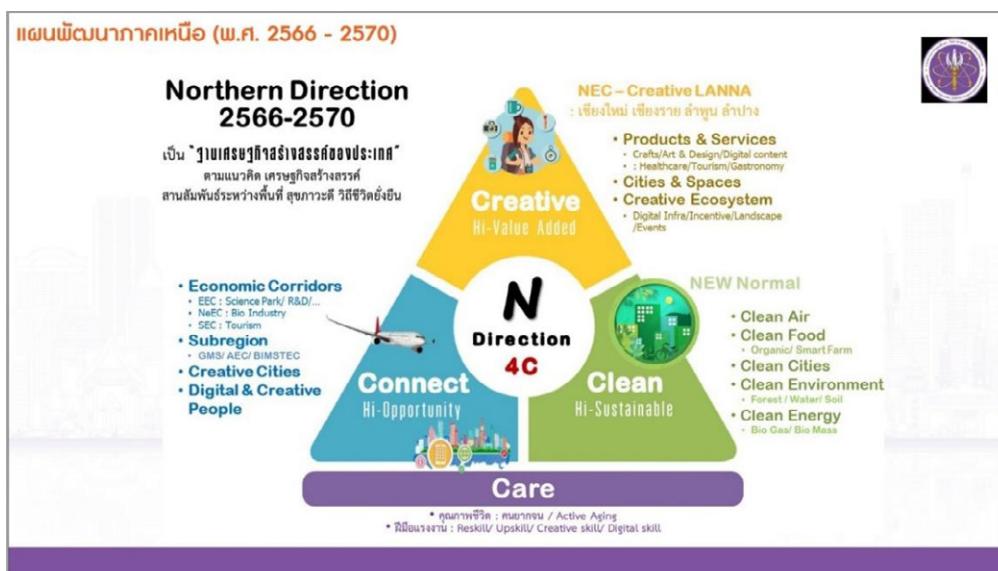 แผนพัฒนาภาคเหนือ (พ.ศ. 2566 - 2570)
Northern Direction
2566-2570
เป็น "ฐานเศรษฐกิจสร้างสรรค์ของประเทศ"
ตามแนวคิด เศรษฐกิจสร้างสรรค์
สานสัมพันธ์ระหว่างพื้นที่ สุขภาวะดี วิถีชีวิตยั่งยืน
NEC – Creative LANNA
: เชียงใหม่ เชียงราย ลำพูน ลำปาง
• Products & Services
• Crafts/Art & Design/Digital content
• : Healthcare/Tourism/Gastronomy
• Cities & Spaces
• Creative Ecosystem
• Digital Infra/Incentive/Landscape
/Events
Creative
Hi-Value Added
• Economic Corridors
• EEC : Science Park/ R&D/...
• NeEC : Bio Industry
• SEC : Tourism
• Subregion
• GMS/ AEC/ BIMSTEC
• Creative Cities
• Digital & Creative
People
Connect
Hi-Opportunity
N
Direction
4C
Clean
Hi-Sustainable
NEW Normal
• Clean Air
• Clean Food
• Organic/ Smart Farm
• Clean Cities
• Clean Environment
• Forest / Water/ Soil
• Clean Energy
• Bio Gas/ Bio Mass
Care
• คุณภาพชีวิต : คนยากจน / Active Aging
• ฝีมือแรงงาน : Reskill/ Upskill/ Creative skill/ Digital skill